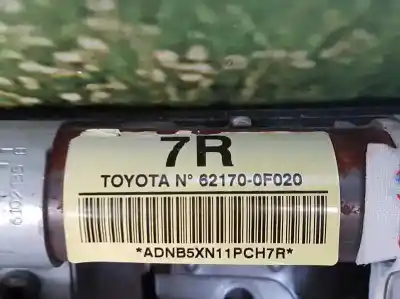 7R
TOYOTA N° 62170-0F020
*ADNB5XN11PCH7R*